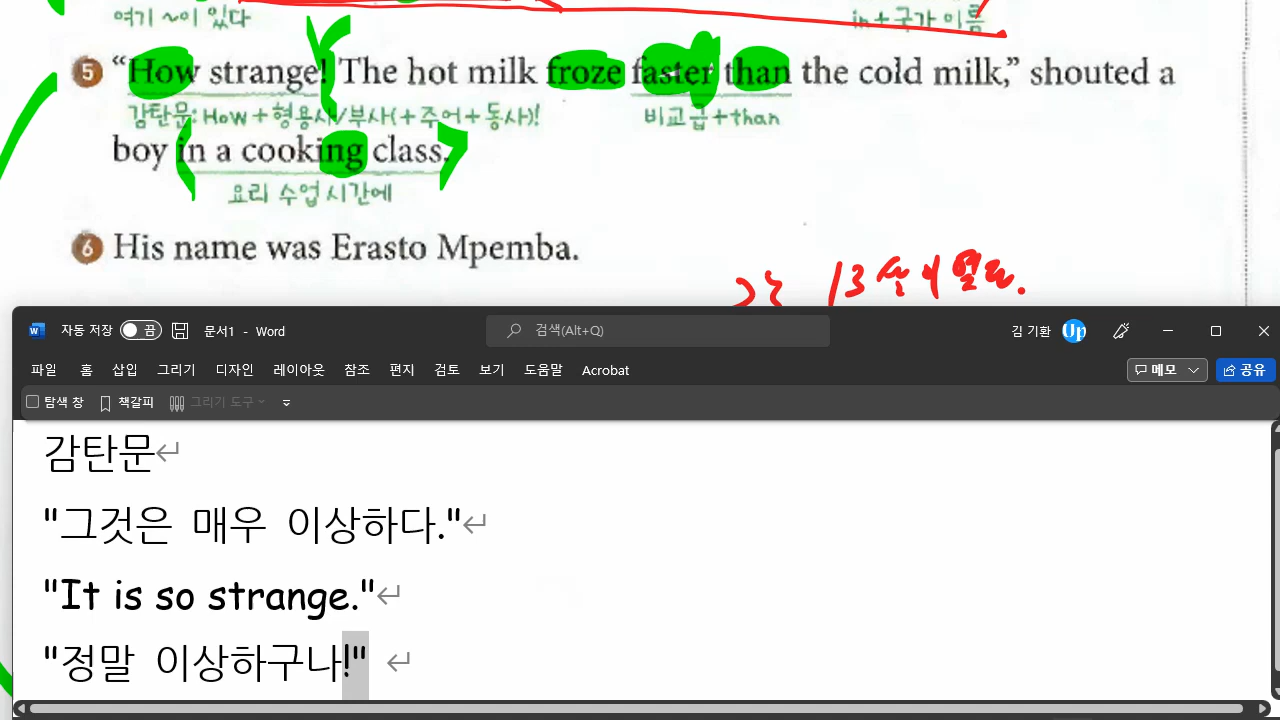 여기 ~이 있다
in + 국가 이름
5 “How strange! The hot milk froze faster than the cold milk,” shouted a
감탄문: How + 형용사/부사(+ 주어 + 동사)!
비교급 + than
boy in a cooking class.
요리 수업 시간에
6 His name was Erasto Mpemba.
13
자동 저장 끔 문서1 - Word 검색(Alt+Q) 김 기환 Up
파일 홈 삽입 그리기 디자인 레이아웃 참조 편지 검토 보기 도움말 Acrobat 메모 공유
탐색 창 책갈피 그리기 도구
감탄문
"그것은 매우 이상하다."
"It is so strange."
"정말 이상하구나!"